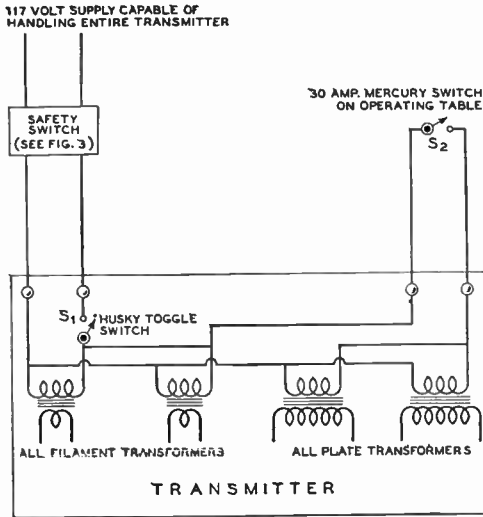 117 VOLT SUPPLY CAPABLE OF
HANDLING ENTIRE TRANSMITTER
SAFETY
SWITCH
(SEE FIG. 3)
30 AMP. MERCURY SWITCH
ON OPERATING TABLE
S2
S1
HUSKY TOGGLE
SWITCH
ALL FILAMENT TRANSFORMERS
ALL PLATE TRANSFORMERS
TRANSMITTER